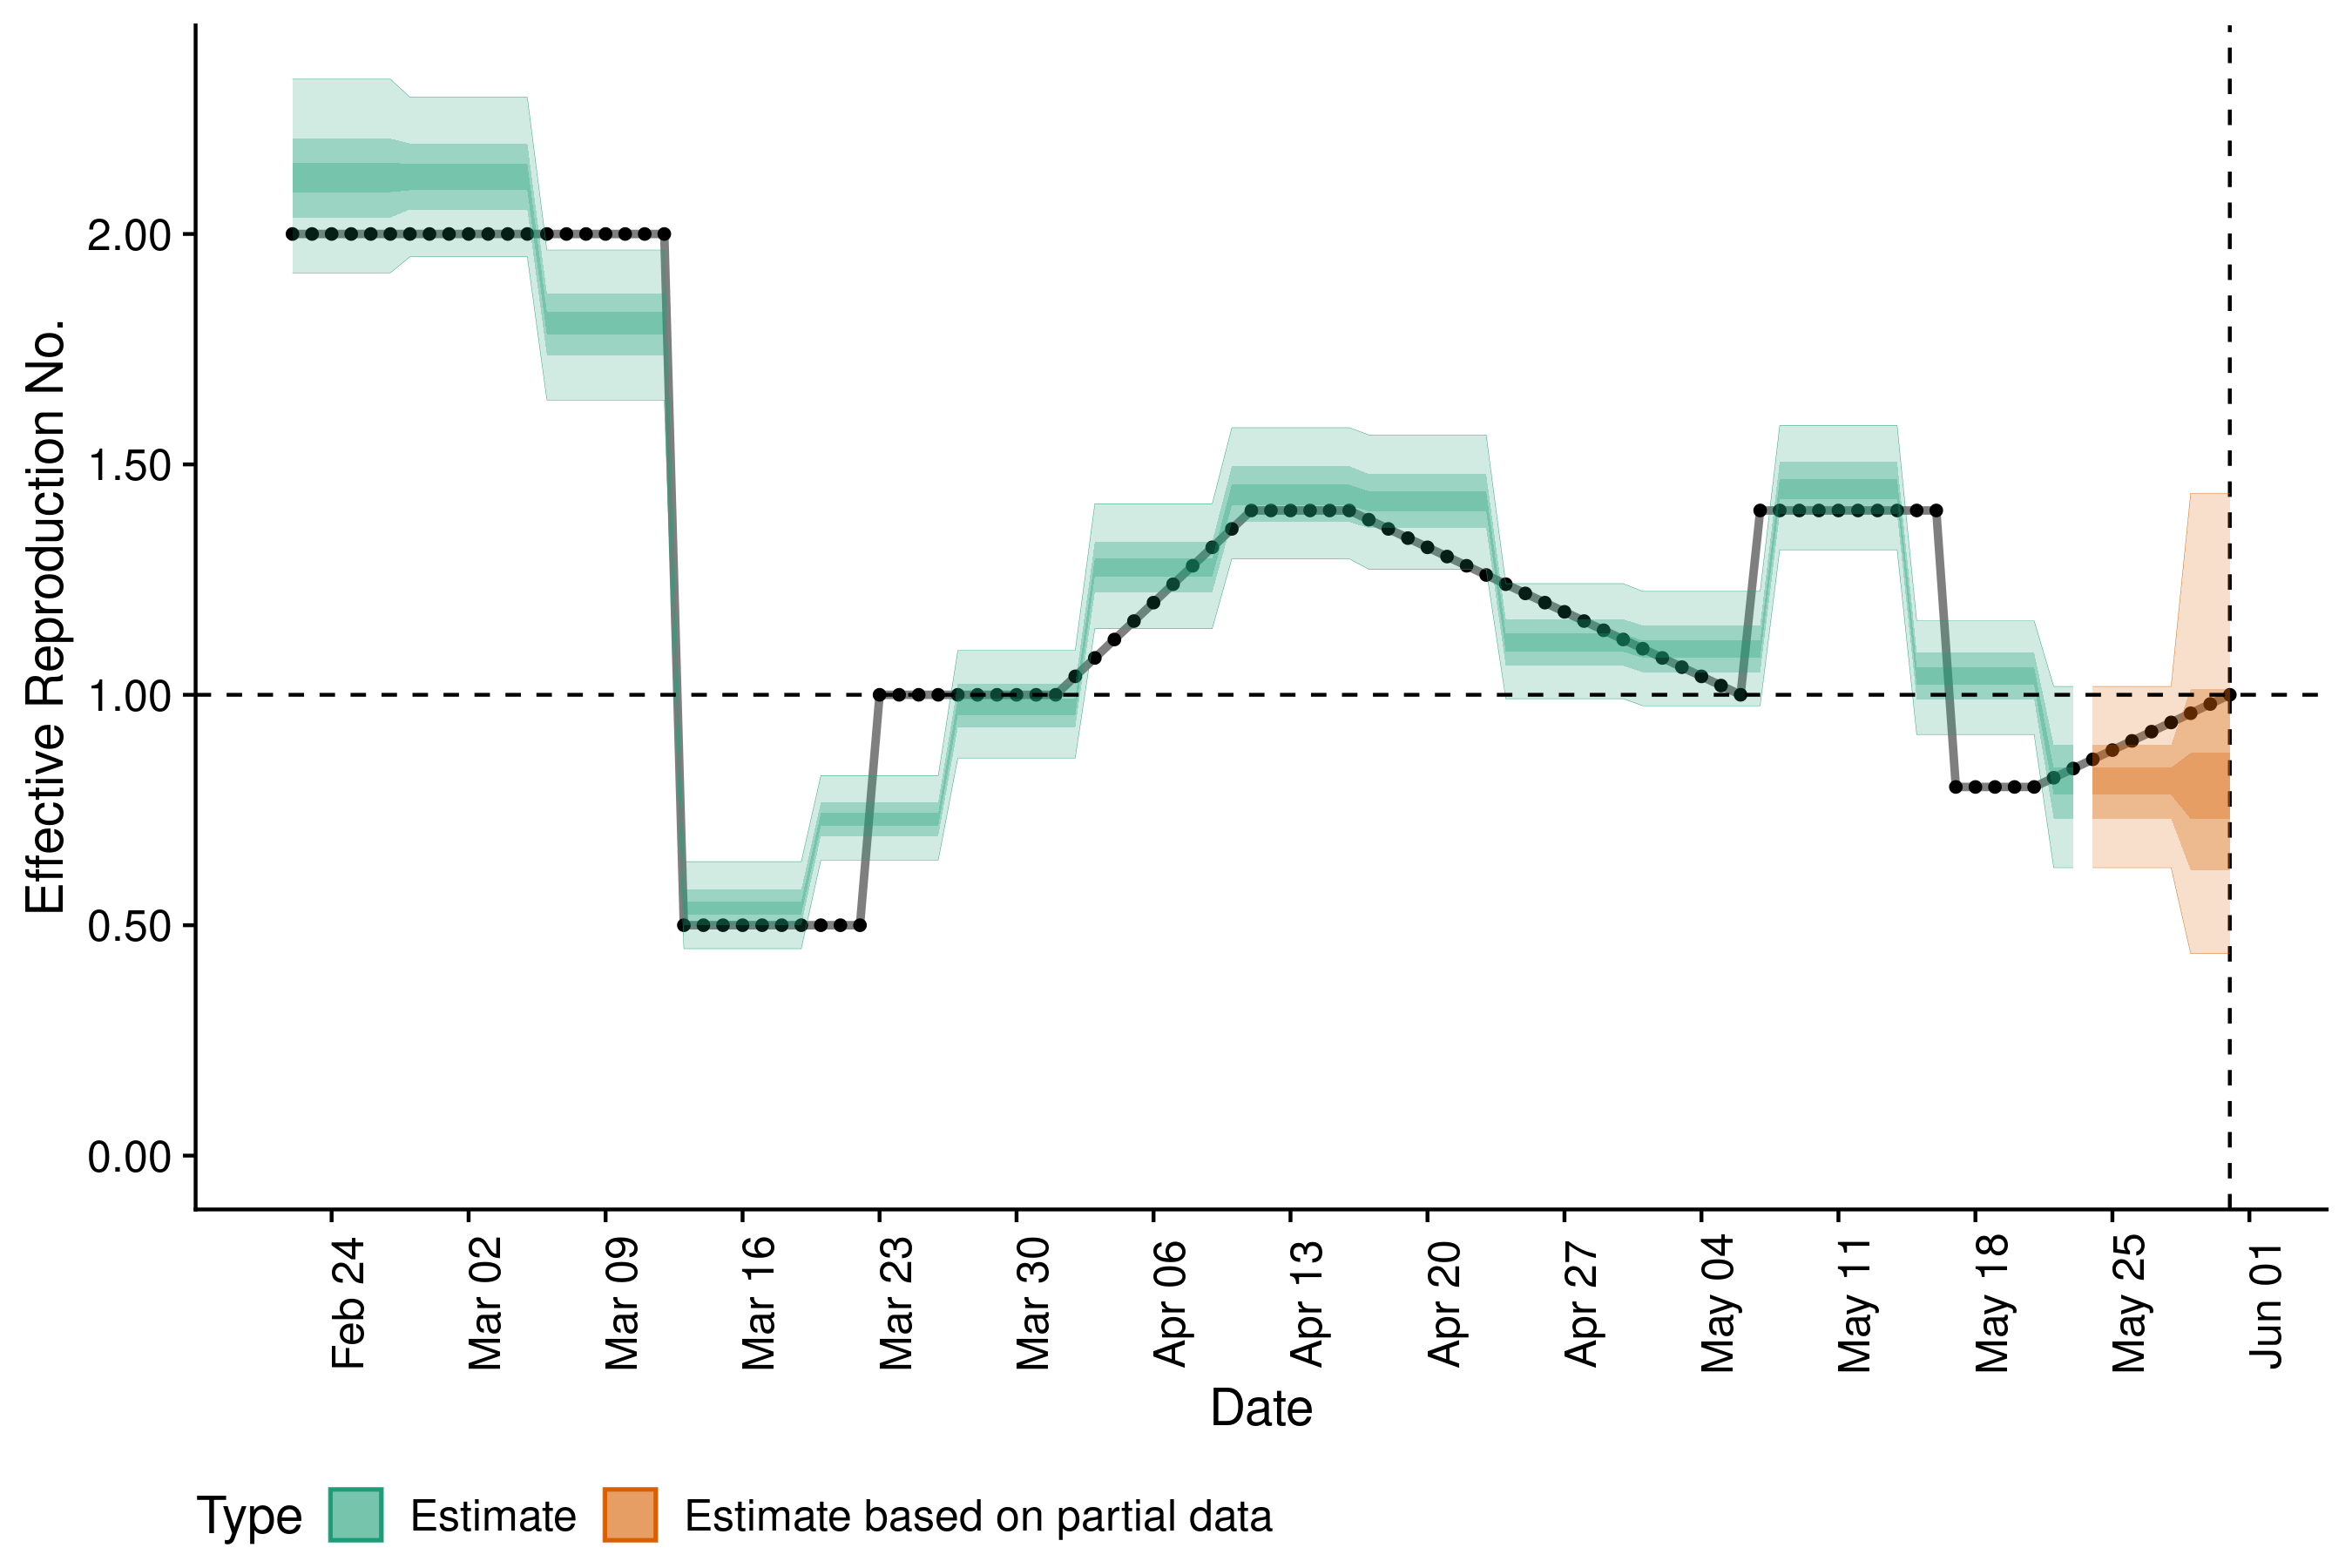 Effective Reproduction No.
2.00
1.50
1.00
0.50
0.00
Feb 24
Mar 02
Mar 09
Mar 16
Mar 23
Mar 30
Apr 06
Apr 13
Apr 20
Apr 27
May 04
May 11
May 18
May 25
Jun 01
Date
Type Estimate Estimate based on partial data